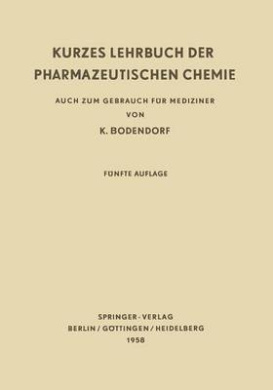 KURZES LEHRBUCH DER
PHARMAZEUTISCHEN CHEMIE
AUCH ZUM GEBRAUCH FÜR MEDIZINER
VON
K. BODENDORF
FÜNFTE AUFLAGE
SPRINGER-VERLAG
BERLIN / GÖTTINGEN / HEIDELBERG
1958